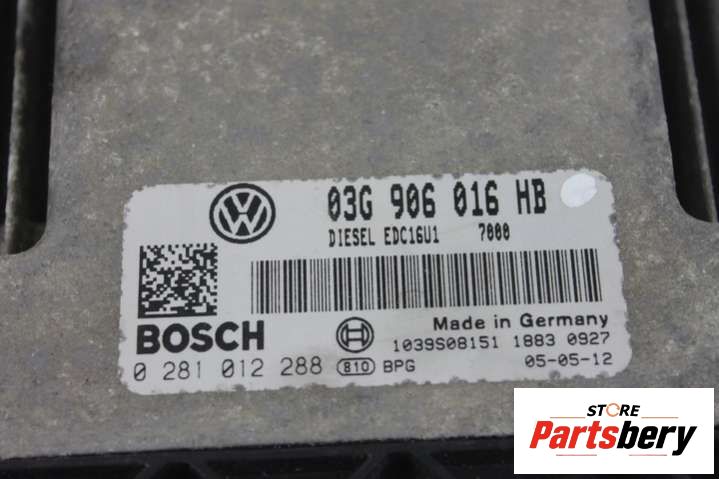 03G 906 016 HB
DIESEL EDC16U1 7000
BOSCH
Made in Germany
1039S08151 1883 0927
0 281 012 288 810 BPG
05-05-12
STORE
Partsbery